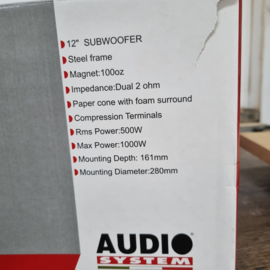 12" SUBWOOFER
Steel frame
Magnet:100oz
Impedance:Dual 2 ohm
Paper cone with foam surround
Compression Terminals
Rms Power:500W
Max Power:1000W
Mounting Depth: 161mm
Mounting Diameter:280mm
AUDIO
SYSTEM